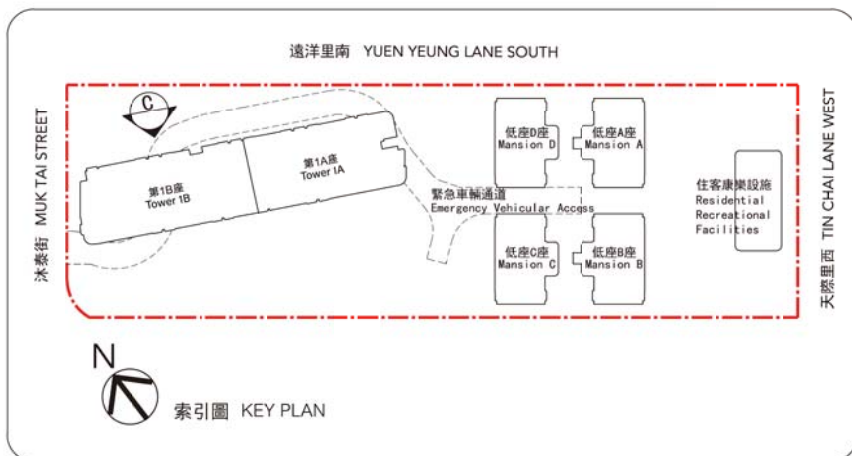 遠洋里南 YUEN YEUNG LANE SOUTH
沐泰街 MUK TAI STREET
C
第1B座
Tower 1B
第1A座
Tower 1A
低座D座
Mansion D
低座A座
Mansion A
緊急車輛通道
Emergency Vehicular Access
低座C座
Mansion C
低座B座
Mansion B
住客康樂設施
Residential
Recreational
Facilities
天際里西 TIN CHAI LANE WEST
N
索引圖 KEY PLAN